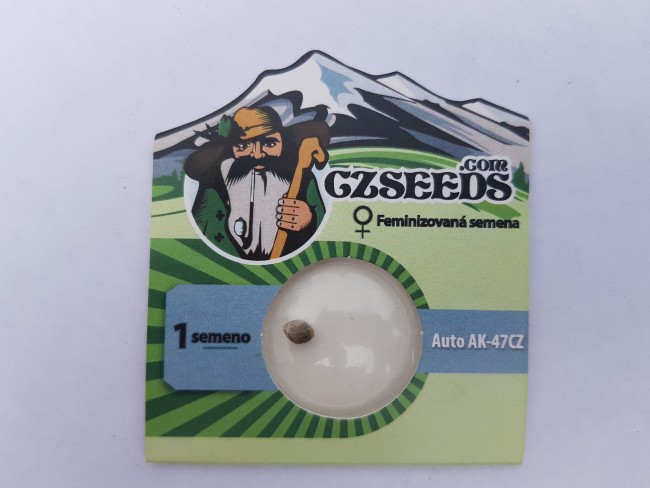 .COM
CZSEEDS
Feminizovaná semena
1 semeno
Auto AK-47CZ